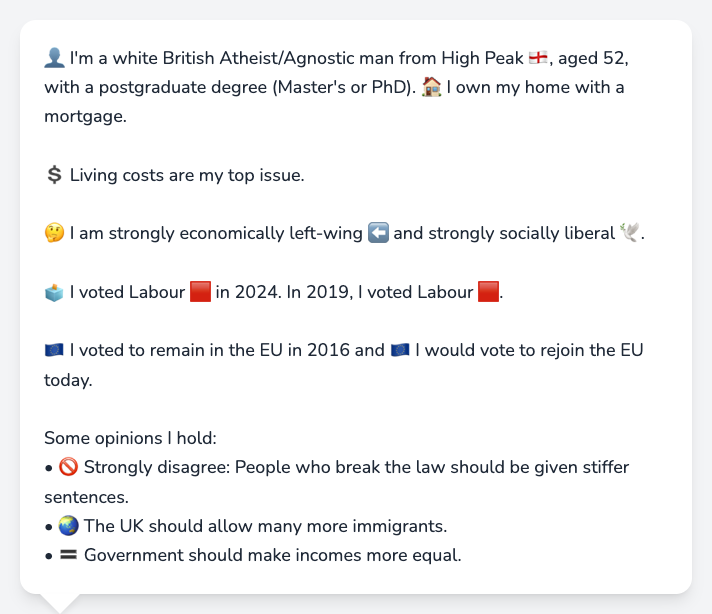 👤 I'm a white British Atheist/Agnostic man from High Peak 🏴󠁧󠁢󠁥󠁮󠁧󠁿, aged 52,
with a postgraduate degree (Master's or PhD). 🏠 I own my home with a
mortgage.
💲 Living costs are my top issue.
🤔 I am strongly economically left-wing ⬅️ and strongly socially liberal 🕊️.
🗳️ I voted Labour 🟥 in 2024. In 2019, I voted Labour 🟥.
🇪🇺 I voted to remain in the EU in 2016 and 🇪🇺 I would vote to rejoin the EU
today.
Some opinions I hold:
• 🚫 Strongly disagree: People who break the law should be given stiffer
sentences.
• 🌏 The UK should allow many more immigrants.
• 🟰 Government should make incomes more equal.